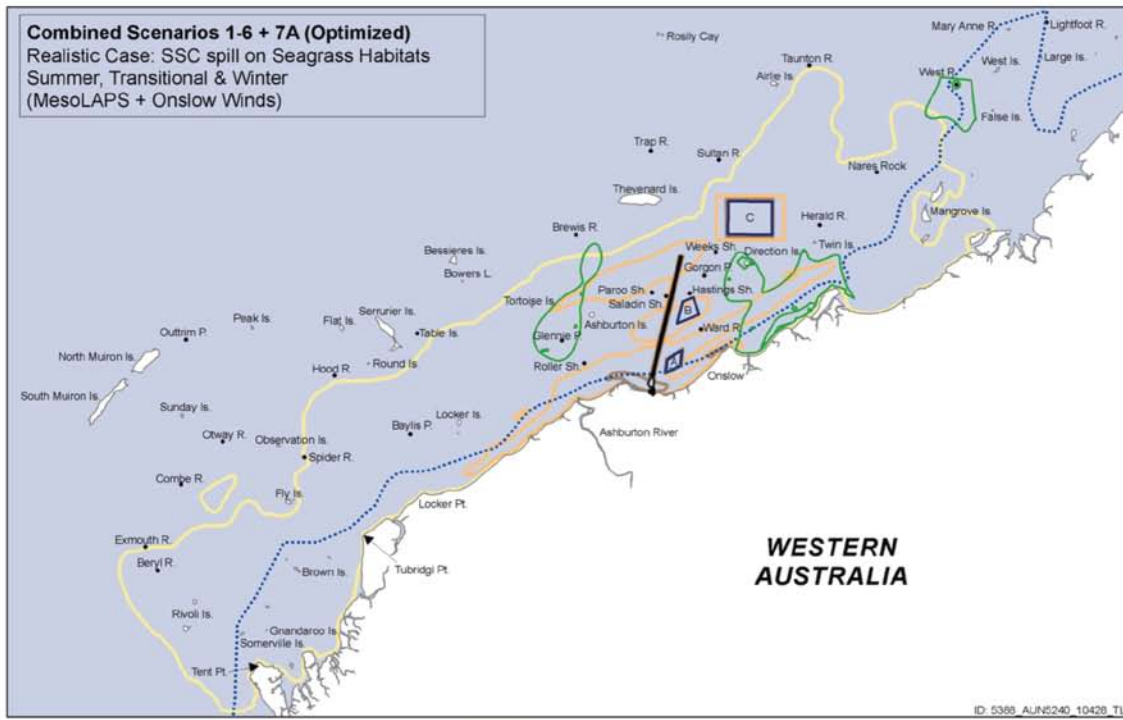 Combined Scenarios 1-6 + 7A (Optimized)
Realistic Case: SSC spill on Seagrass Habitats
Summer, Transitional & Winter
(MesoLAPS + Onslow Winds)
Rosily Cay
Mary Anne R.
Lightfoot R.
Taunton R.
Airlie Is.
West R.
West Is.
Large Is.
False Is.
Trap R.
Sultan R.
Nares Rock
Thevenard Is.
C
Herald R.
Mangrove Is.
Brewis R.
Weeks Sh.
Direction Is.
Twin Is.
Bessieres Is.
Bowers L.
Gorgon P.
Paroo Sh.
Hastings Sh.
Tortoise Is.
Saladin Sh.
B
Ashburton Is.
Ward R.
Peak Is.
Flat Is.
Serrurier Is.
Table Is.
Glennie P.
Outtrim P.
North Muiron Is.
Round Is
Roller Sh.
A
Hood R.
Onslow
South Muiron Is.
Sunday Is.
Locker Is.
Otway R.
Observation Is.
Baylis P.
Ashburton River
Spider R.
Combe R.
Fly Is.
Locker Pt.
Exmouth R.
Beryl R.
Brown Is.
Tubridgi Pt.
WESTERN
AUSTRALIA
Rivoli Is.
Gnandaroo Is.
Somerville Is.
Tent Pt.